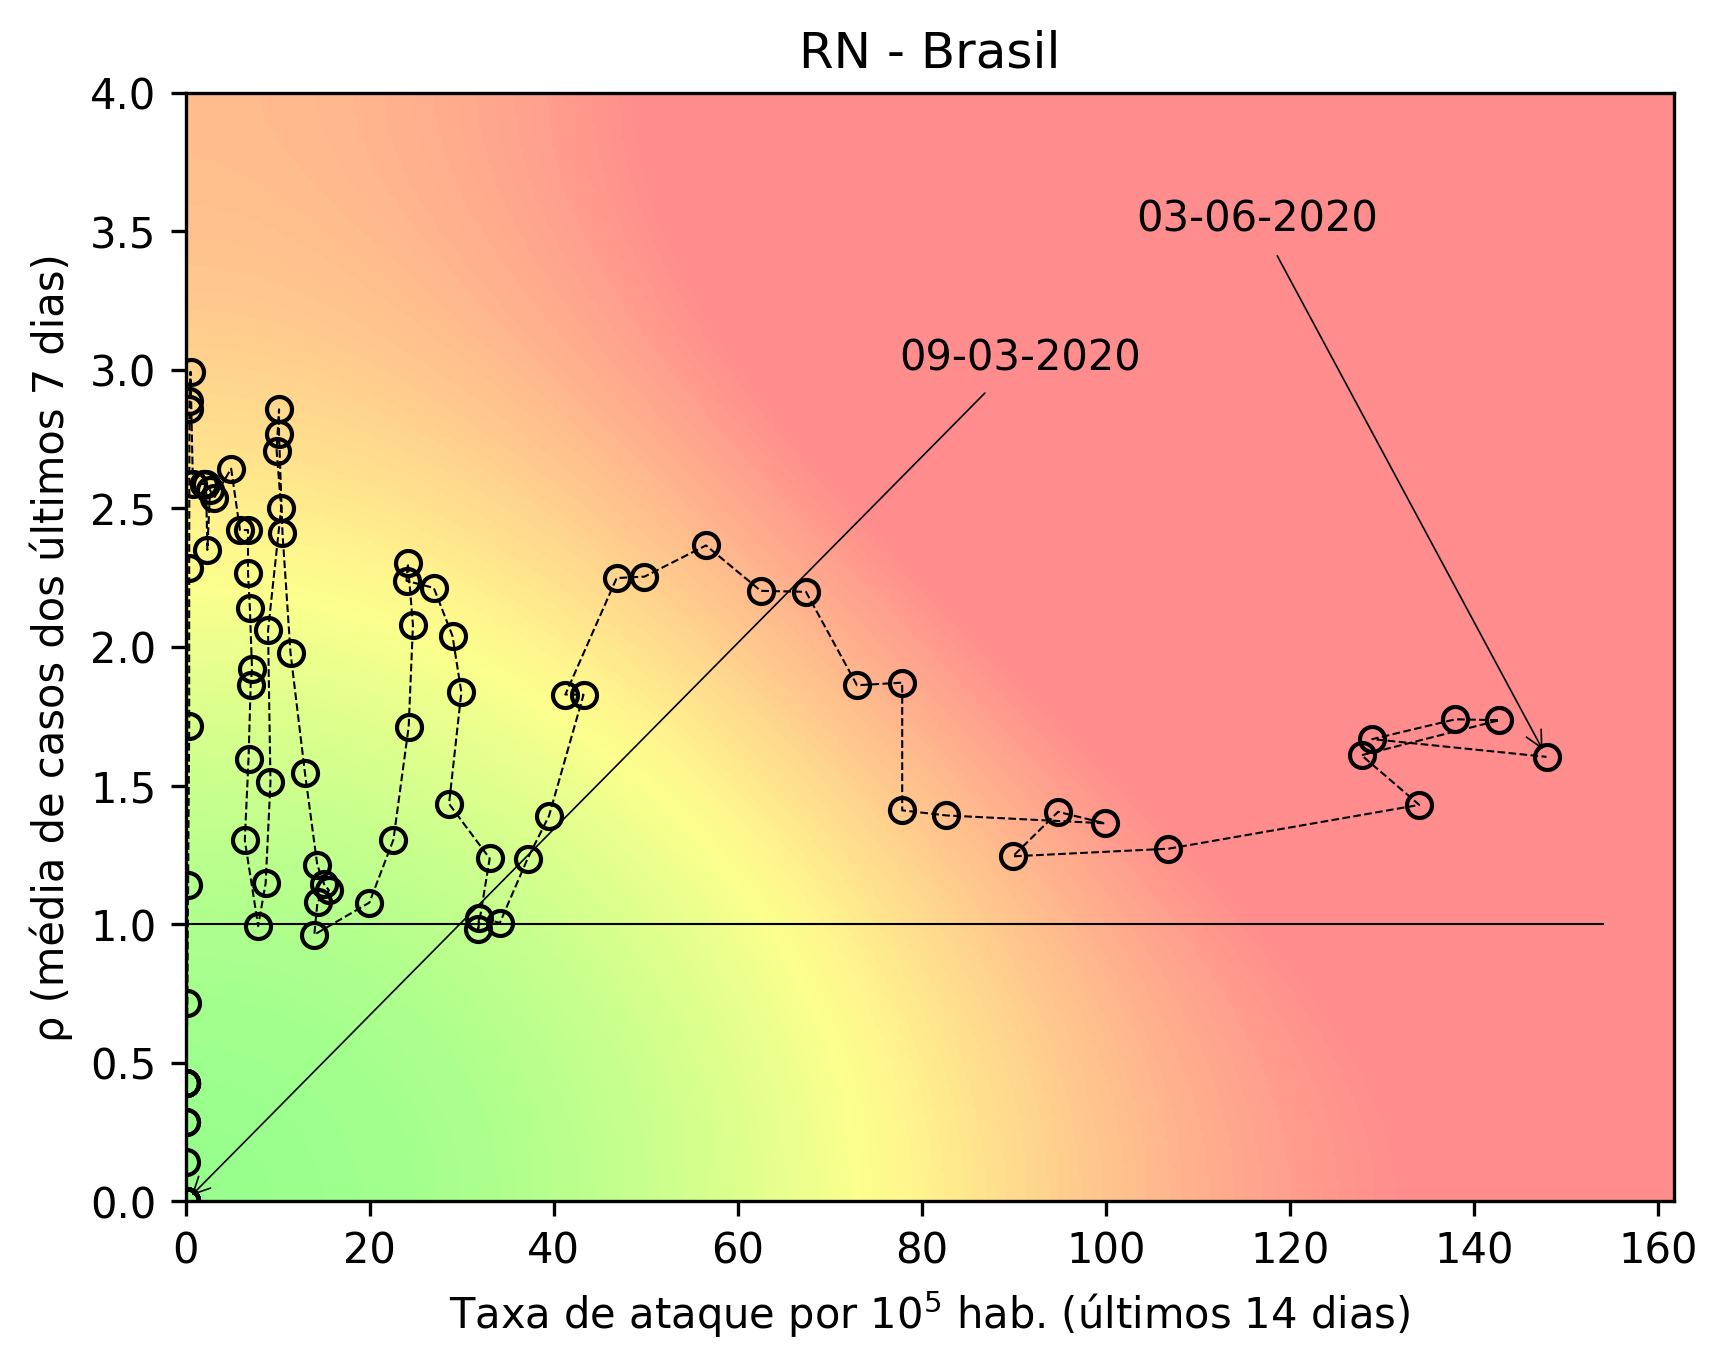 RN - Brasil
4.0
3.5
3.0
2.5
2.0
1.5
1.0
0.5
0.0
ρ (média de casos dos últimos 7 dias)
03-06-2020
09-03-2020
0 20 40 60 80 100 120 140 160
Taxa de ataque por 10⁵ hab. (últimos 14 dias)